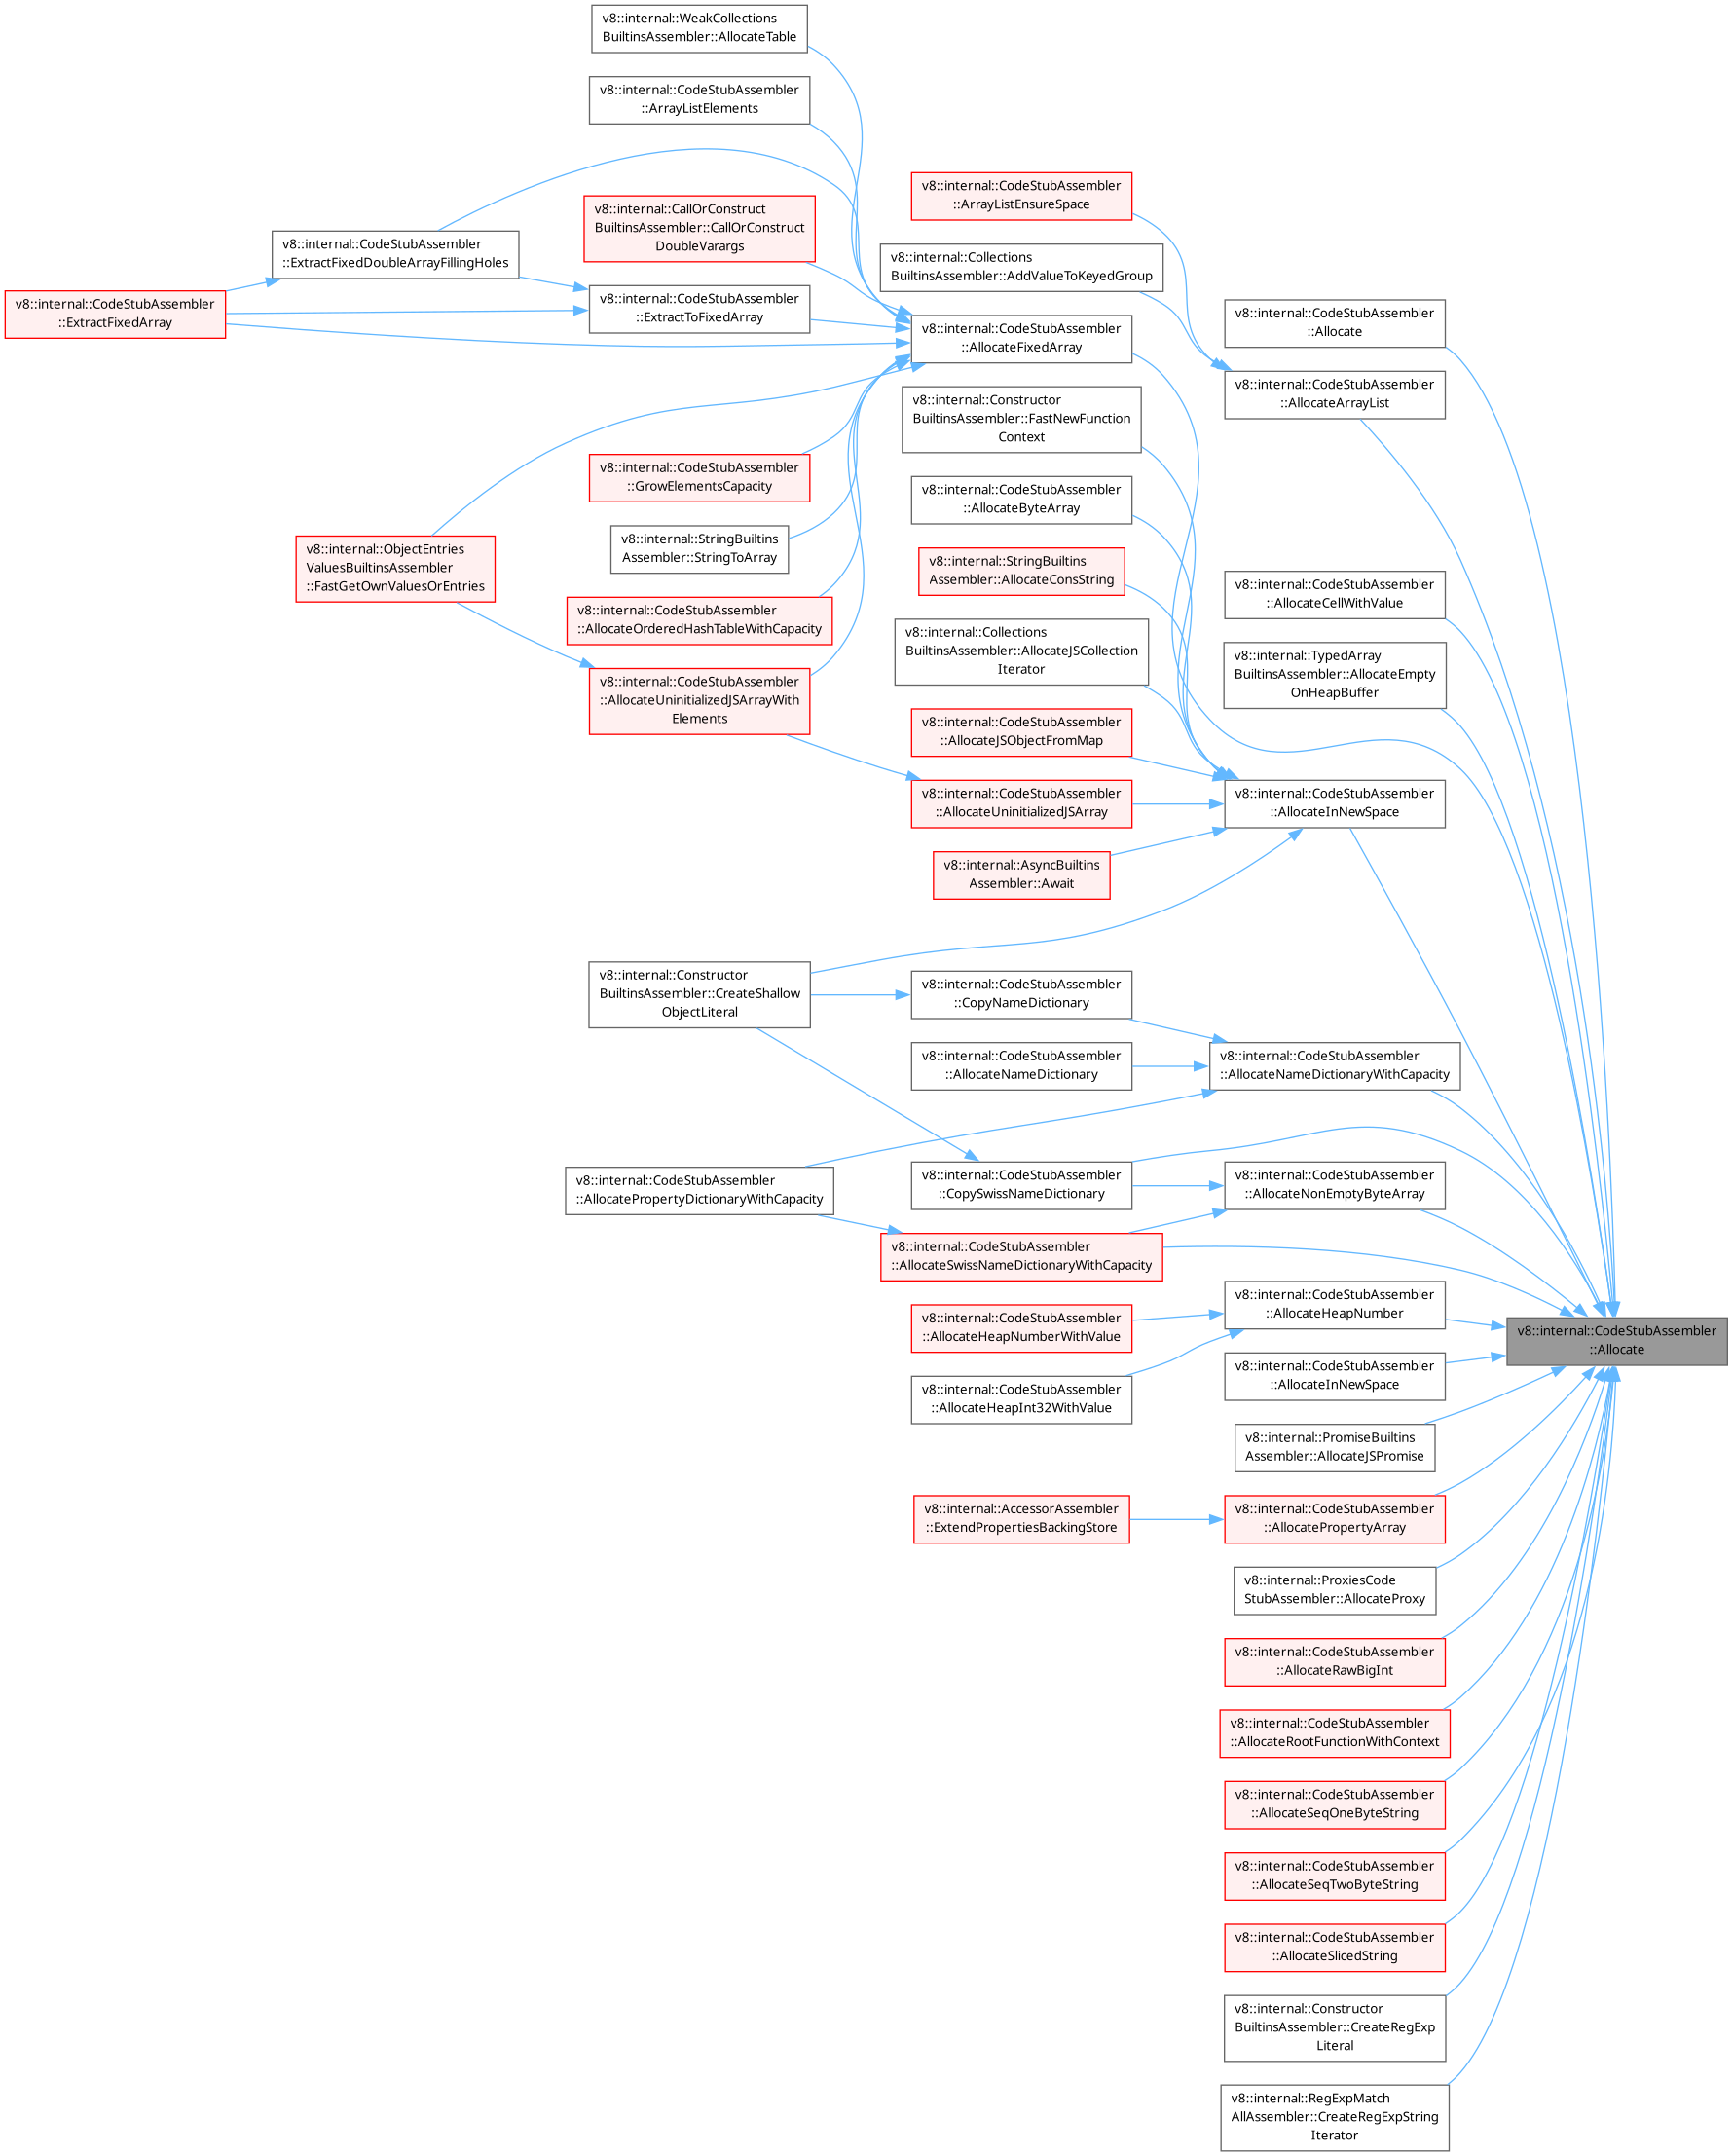 v8::internal::WeakCollections
BuiltinsAssembler::AllocateTable
v8::internal::CodeStubAssembler
::ArrayListElements
v8::internal::CodeStubAssembler
::ArrayListEnsureSpace
v8::internal::CallOrConstruct
BuiltinsAssembler::CallOrConstruct
DoubleVarargs
v8::internal::CodeStubAssembler
::ExtractFixedDoubleArrayFillingHoles
v8::internal::Collections
BuiltinsAssembler::AddValueToKeyedGroup
v8::internal::CodeStubAssembler
::ExtractFixedArray
v8::internal::CodeStubAssembler
::ExtractToFixedArray
v8::internal::CodeStubAssembler
::AllocateFixedArray
v8::internal::CodeStubAssembler
::Allocate
v8::internal::CodeStubAssembler
::AllocateArrayList
v8::internal::Constructor
BuiltinsAssembler::FastNewFunction
Context
v8::internal::CodeStubAssembler
::GrowElementsCapacity
v8::internal::CodeStubAssembler
::AllocateByteArray
v8::internal::StringBuiltins
Assembler::StringToArray
v8::internal::ObjectEntries
ValuesBuiltinsAssembler
::FastGetOwnValuesOrEntries
v8::internal::StringBuiltins
Assembler::AllocateConsString
v8::internal::CodeStubAssembler
::AllocateCellWithValue
v8::internal::CodeStubAssembler
::AllocateOrderedHashTableWithCapacity
v8::internal::Collections
BuiltinsAssembler::AllocateJSCollection
Iterator
v8::internal::TypedArray
BuiltinsAssembler::AllocateEmpty
OnHeapBuffer
v8::internal::CodeStubAssembler
::AllocateUninitializedJSArrayWith
Elements
v8::internal::CodeStubAssembler
::AllocateJSObjectFromMap
v8::internal::CodeStubAssembler
::AllocateUninitializedJSArray
v8::internal::CodeStubAssembler
::AllocateInNewSpace
v8::internal::AsyncBuiltins
Assembler::Await
v8::internal::Constructor
BuiltinsAssembler::CreateShallow
ObjectLiteral
v8::internal::CodeStubAssembler
::CopyNameDictionary
v8::internal::CodeStubAssembler
::AllocateNameDictionary
v8::internal::CodeStubAssembler
::AllocateNameDictionaryWithCapacity
v8::internal::CodeStubAssembler
::AllocatePropertyDictionaryWithCapacity
v8::internal::CodeStubAssembler
::CopySwissNameDictionary
v8::internal::CodeStubAssembler
::AllocateNonEmptyByteArray
v8::internal::CodeStubAssembler
::AllocateSwissNameDictionaryWithCapacity
v8::internal::CodeStubAssembler
::AllocateHeapNumber
v8::internal::CodeStubAssembler
::AllocateHeapNumberWithValue
v8::internal::CodeStubAssembler
::Allocate
v8::internal::CodeStubAssembler
::AllocateInNewSpace
v8::internal::CodeStubAssembler
::AllocateHeapInt32WithValue
v8::internal::PromiseBuiltins
Assembler::AllocateJSPromise
v8::internal::AccessorAssembler
::ExtendPropertiesBackingStore
v8::internal::CodeStubAssembler
::AllocatePropertyArray
v8::internal::ProxiesCode
StubAssembler::AllocateProxy
v8::internal::CodeStubAssembler
::AllocateRawBigInt
v8::internal::CodeStubAssembler
::AllocateRootFunctionWithContext
v8::internal::CodeStubAssembler
::AllocateSeqOneByteString
v8::internal::CodeStubAssembler
::AllocateSeqTwoByteString
v8::internal::CodeStubAssembler
::AllocateSlicedString
v8::internal::Constructor
BuiltinsAssembler::CreateRegExp
Literal
v8::internal::RegExpMatch
AllAssembler::CreateRegExpString
Iterator